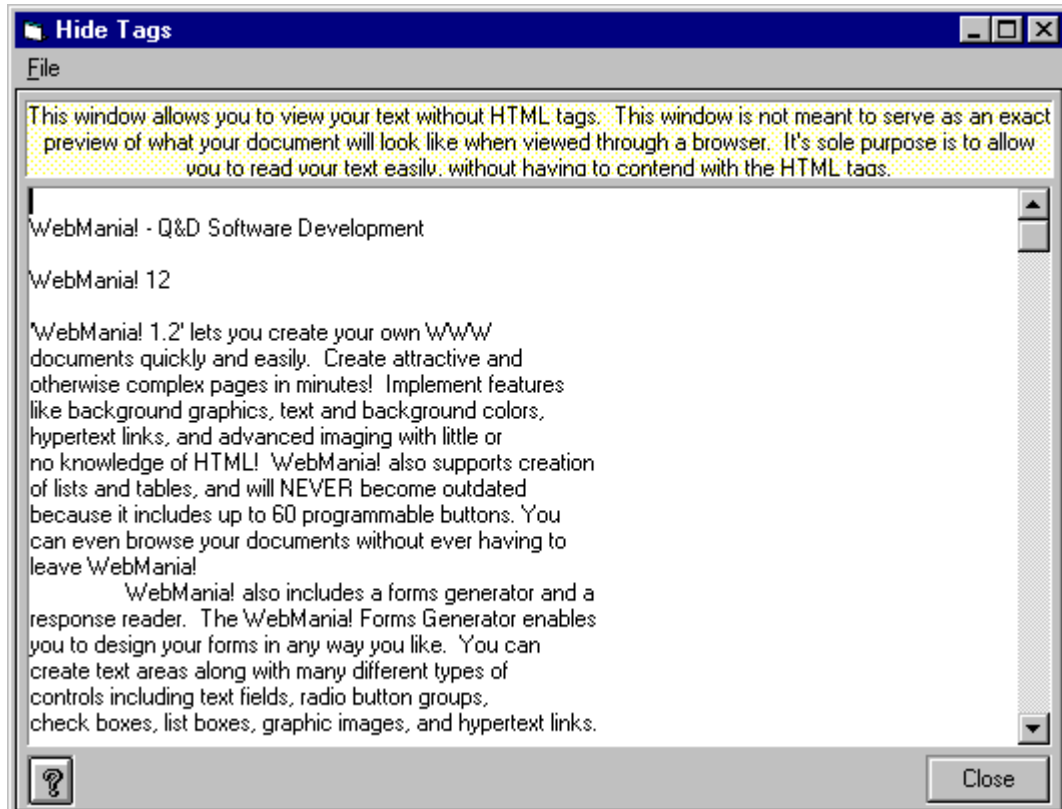 Hide Tags
File
This window allows you to view your text without HTML tags.  This window is not meant to serve as an exact
preview of what your document will look like when viewed through a browser.  It's sole purpose is to allow
you to read your text easily, without having to contend with the HTML tags.
WebMania! - Q&D Software Development
WebMania! 12
'WebMania! 1.2' lets you create your own WWW
documents quickly and easily.  Create attractive and
otherwise complex pages in minutes!  Implement features
like background graphics, text and background colors,
hypertext links, and advanced imaging with little or
no knowledge of HTML!  WebMania! also supports creation
of lists and tables, and will NEVER become outdated
because it includes up to 60 programmable buttons. You
can even browse your documents without ever having to
leave WebMania!
WebMania! also includes a forms generator and a
response reader.  The WebMania! Forms Generator enables
you to design your forms in any way you like.  You can
create text areas along with many different types of
controls including text fields, radio button groups,
check boxes, list boxes, graphic images, and hypertext links.
?
Close